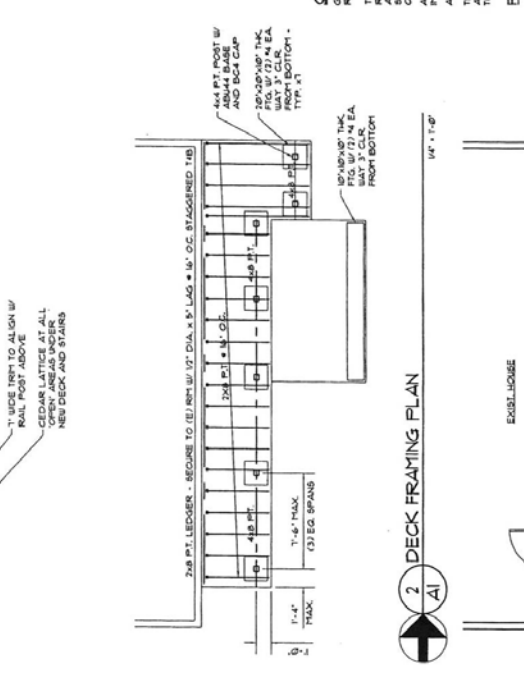 1" WIDE TRIM TO ALIGN W/
RAIL POST ABOVE
CEDAR LATTICE AT ALL
'OPEN' AREAS UNDER
NEW DECK AND STAIRS
2x8 P.T. LEDGER - SECURE TO (E) RIM W/ 1/2" DIA. x 5" LAG @ 16" O.C. STAGGERED T&B
4x4 P.T. POST W/
ABU44 BASE
AND BC4 CAP
20"x20"x10" THK.
FTG. W/ (2) #4 EA.
WAY 3" CLR.
FROM BOTTOM -
TYP. x7
2X8 P.T. @ 16" O.C.
4x8 P.T.
4x8 P.T.
4x8 P.T.
10"x10"x10" THK.
FTG. W/ (2) #4 EA.
WAY 3" CLR.
FROM BOTTOM
1'-4"
MAX.
7'-6" MAX.
(3) EQ. SPANS
2
A1
DECK FRAMING PLAN
1/4" = 1'-0"
EXIST. HOUSE